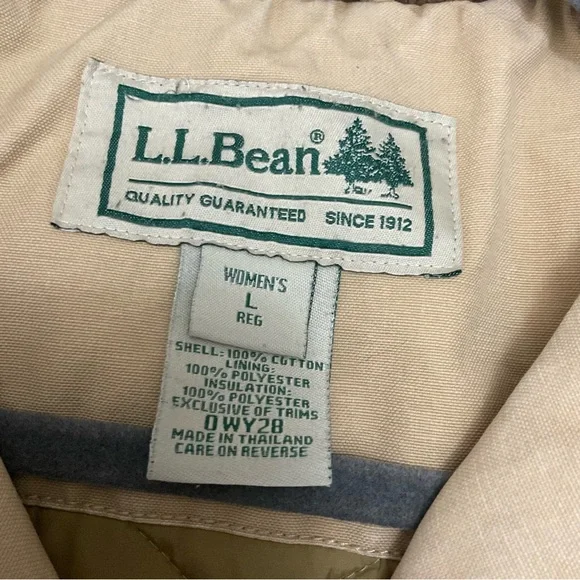 L.L.Bean®
QUALITY GUARANTEED SINCE 1912
WOMEN'S
L
REG
SHELL: 100% COTTON
LINING:
100% POLYESTER
INSULATION:
100% POLYESTER
EXCLUSIVE OF TRIMS
0WY28
MADE IN THAILAND
CARE ON REVERSE